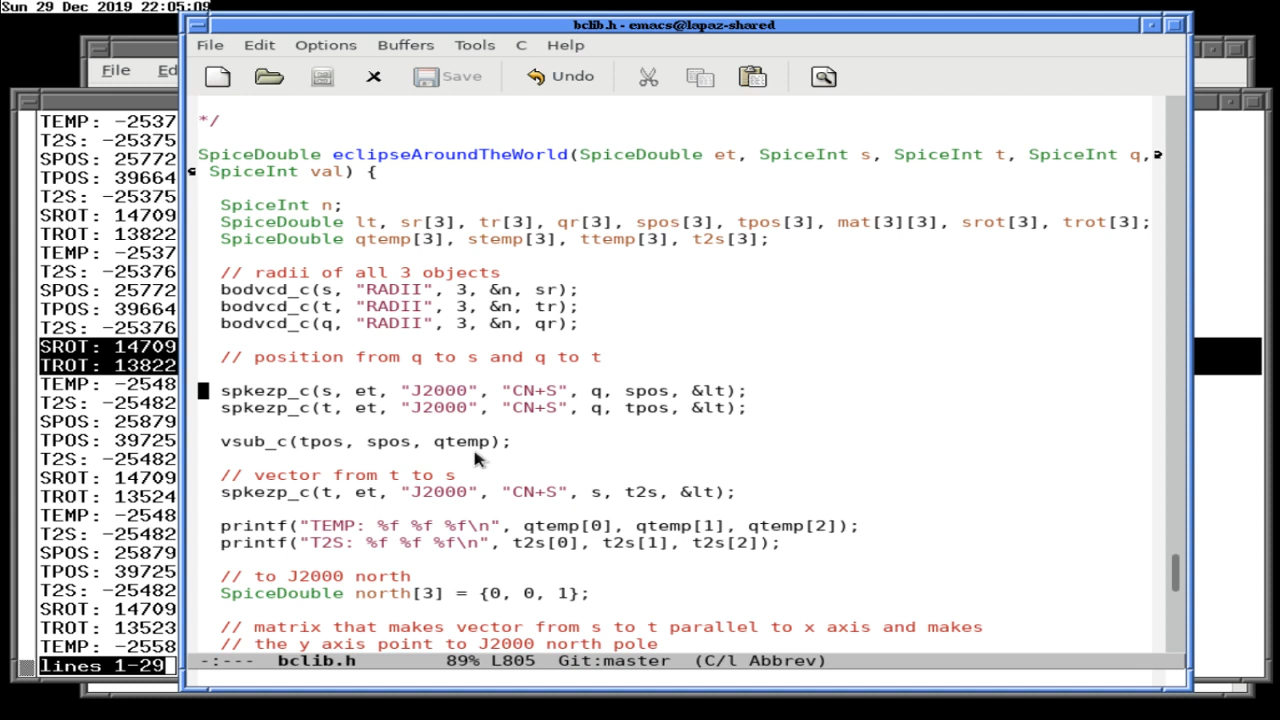 Sun 29 Dec 2019 22:05:09
bclib.h - emacs@lapaz-shared
File Edit Options Buffers Tools C Help
Save Undo
File Ed
*/
SpiceDouble eclipseAroundTheWorld(SpiceDouble et, SpiceInt s, SpiceInt t, SpiceInt q,
SpiceInt val) {
SpiceInt n;
SpiceDouble lt, sr[3], tr[3], qr[3], spos[3], tpos[3], mat[3][3], srot[3], trot[3];
SpiceDouble qtemp[3], stemp[3], ttemp[3], t2s[3];
// radii of all 3 objects
bodvcd_c(s, "RADII", 3, &n, sr);
bodvcd_c(t, "RADII", 3, &n, tr);
bodvcd_c(q, "RADII", 3, &n, qr);
// position from q to s and q to t
spkezp_c(s, et, "J2000", "CN+S", q, spos, &lt);
spkezp_c(t, et, "J2000", "CN+S", q, tpos, &lt);
vsub_c(tpos, spos, qtemp);
// vector from t to s
spkezp_c(t, et, "J2000", "CN+S", s, t2s, &lt);
printf("TEMP: %f %f %f\n", qtemp[0], qtemp[1], qtemp[2]);
printf("T2S: %f %f %f\n", t2s[0], t2s[1], t2s[2]);
// to J2000 north
SpiceDouble north[3] = {0, 0, 1};
// matrix that makes vector from s to t parallel to x axis and makes
// the y axis point to J2000 north pole
-:--- bclib.h 89% L805 Git:master (C/l Abbrev)
TEMP: -2537
T2S: -25375
SPOS: 25772
TPOS: 39664
T2S: -25375
SROT: 14709
TROT: 13822
TEMP: -2537
T2S: -25376
SPOS: 25772
TPOS: 39664
T2S: -25376
SROT: 14709
TROT: 13822
TEMP: -2548
T2S: -25482
SPOS: 25879
TPOS: 39725
T2S: -25482
SROT: 14709
TROT: 13524
TEMP: -2548
T2S: -25482
SPOS: 25879
TPOS: 39725
T2S: -25482
SROT: 14709
TROT: 13523
TEMP: -2558
lines 1-29